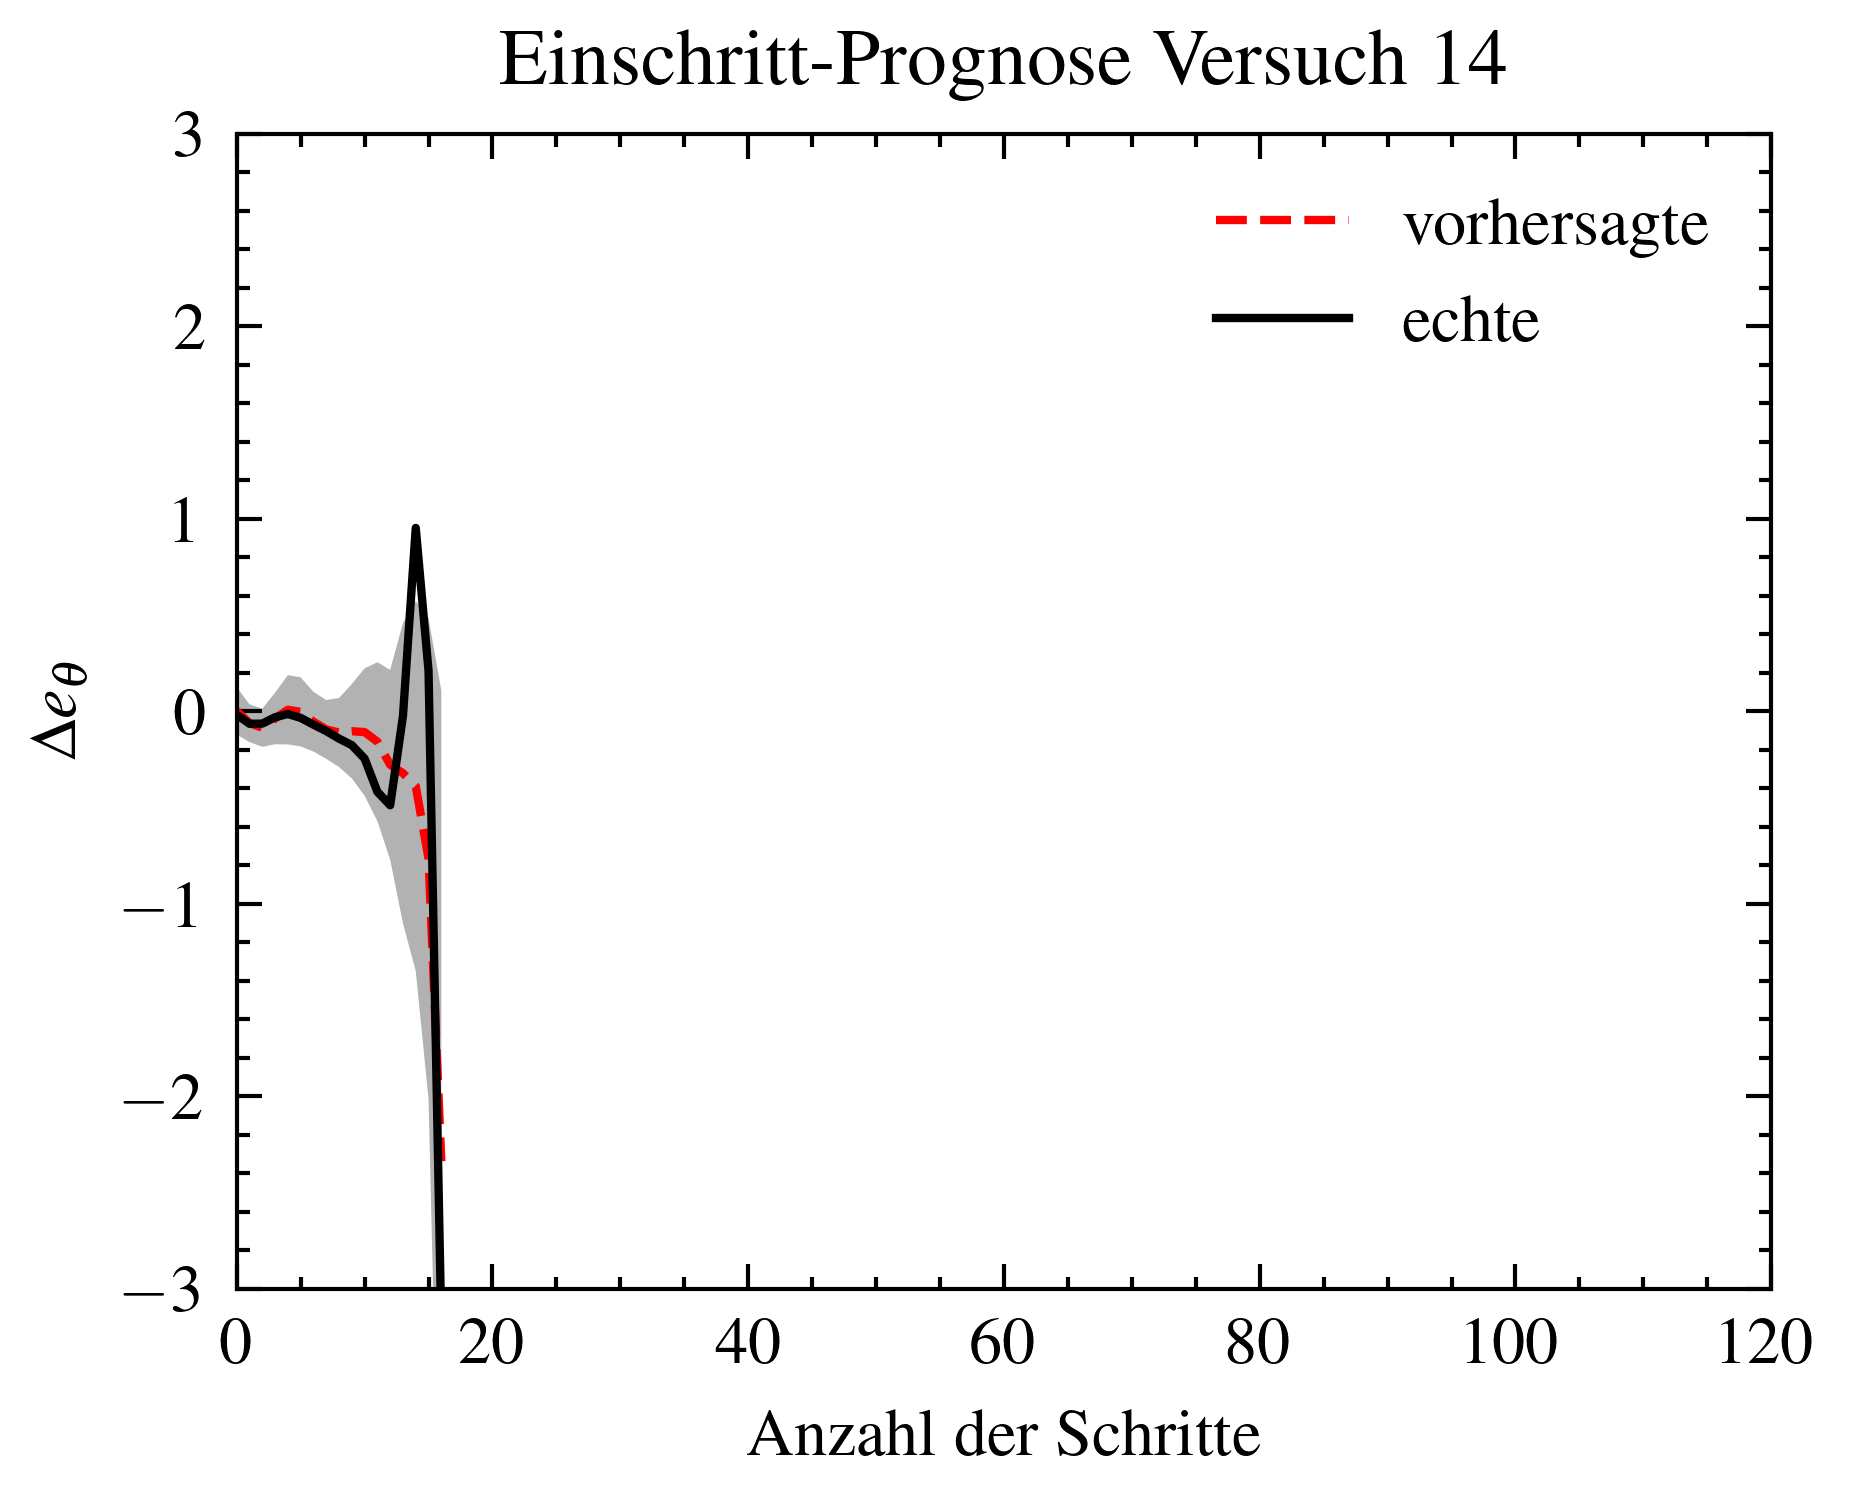 Einschritt-Prognose Versuch 14
3
2
1
0
−1
−2
−3
Δeθ
vorhersagte
echte
0 20 40 60 80 100 120
Anzahl der Schritte